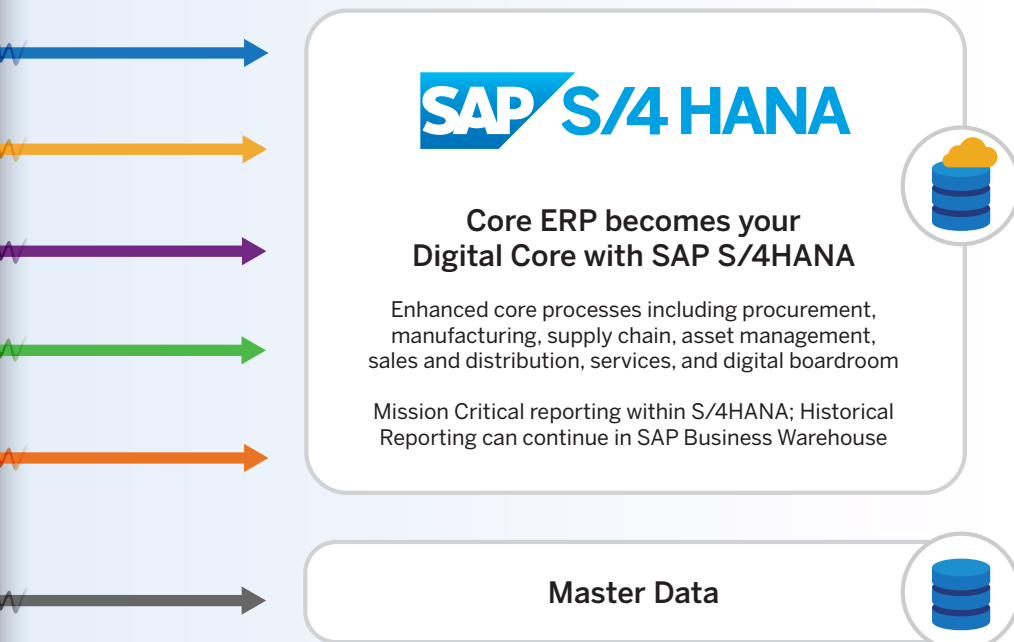 SAP S/4 HANA
Core ERP becomes your
Digital Core with SAP S/4HANA
Enhanced core processes including procurement,
manufacturing, supply chain, asset management,
sales and distribution, services, and digital boardroom
Mission Critical reporting within S/4HANA; Historical
Reporting can continue in SAP Business Warehouse
Master Data